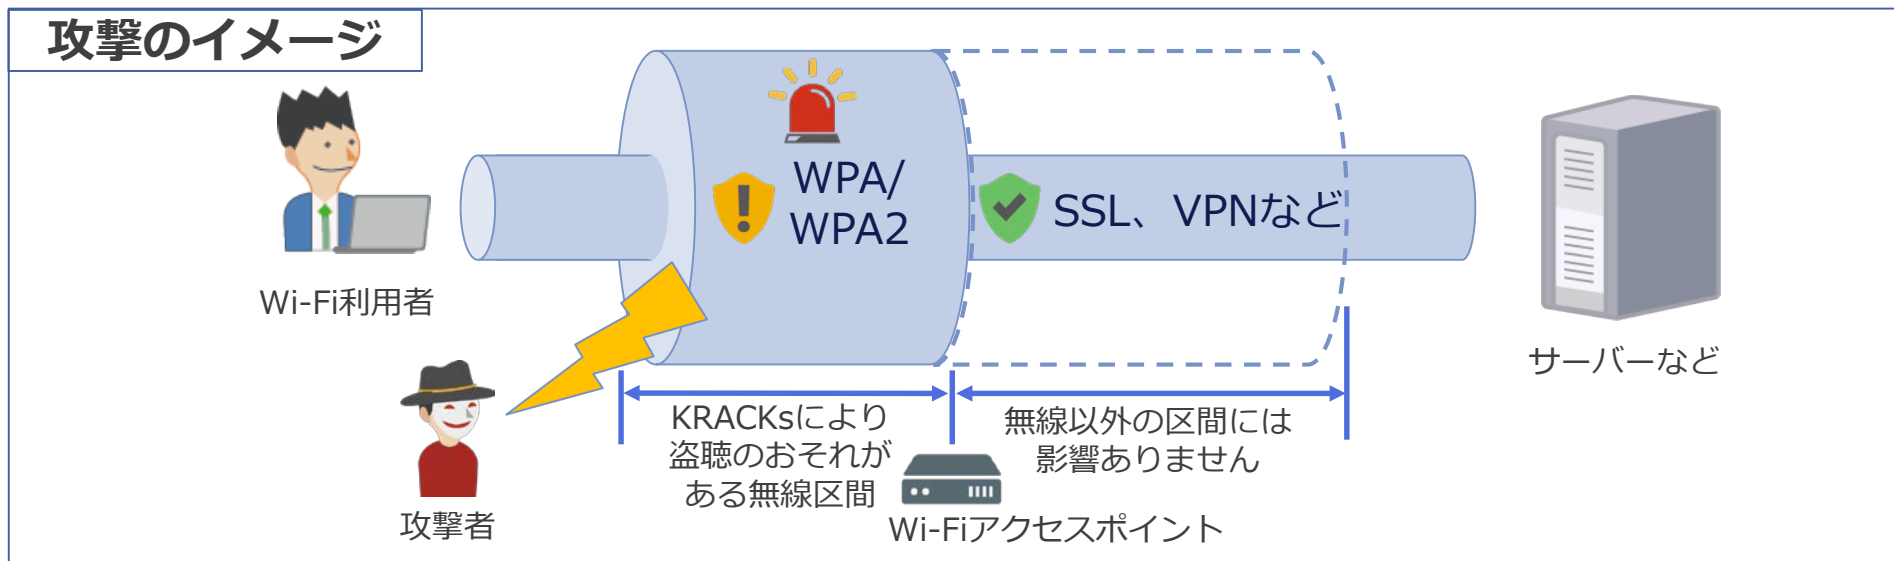 攻撃のイメージ
WPA/
WPA2
SSL、VPNなど
Wi-Fi利用者
サーバーなど
KRACKsにより
盗聴のおそれが
ある無線区間
無線以外の区間には
影響ありません
攻撃者
Wi-Fiアクセスポイント